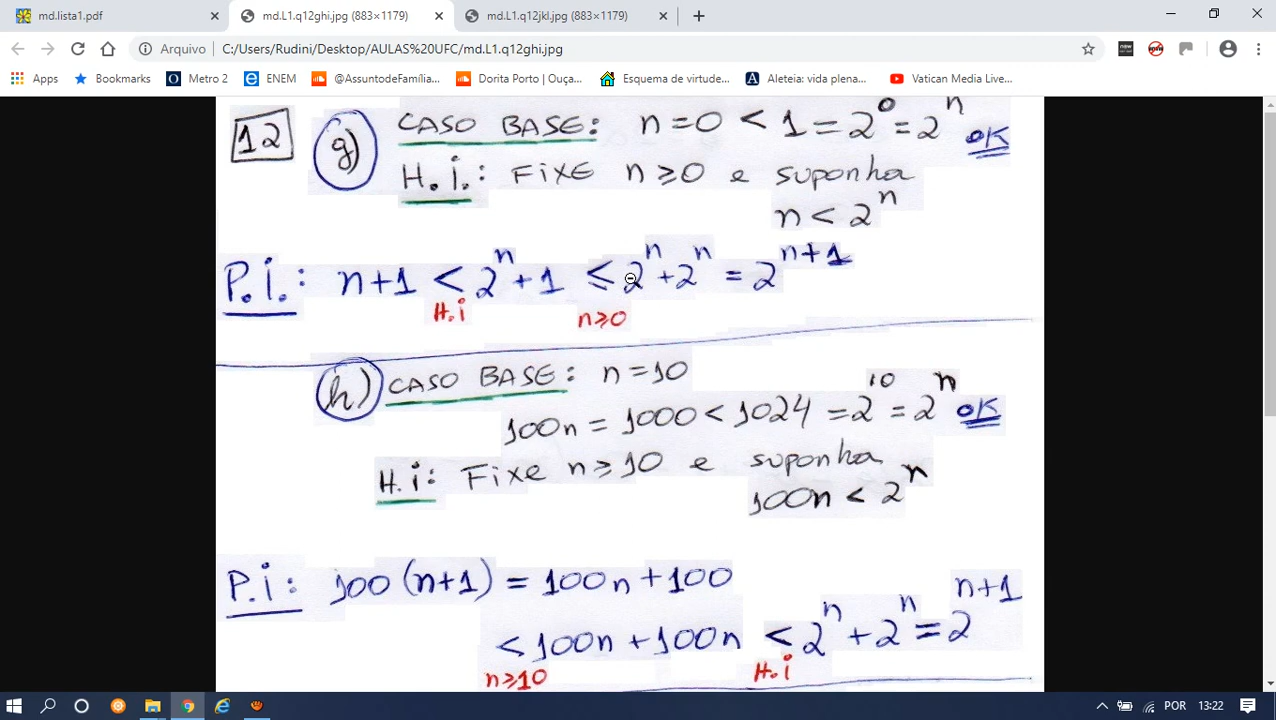 md.lista1.pdf
md.L1.q12ghi.jpg (883×1179)
md.L1.q12jkl.jpg (883×1179)
Arquivo | C:/Users/Rudini/Desktop/AULAS%20UFC/md.L1.q12ghi.jpg
Apps Bookmarks Metro 2 ENEM @AssuntodeFamília... Dorita Porto | Ouça... Esquema de virtude... Aleteia: vida plena... Vatican Media Live...
12 g) CASO BASE: n=0 < 1 = 2^0 = 2^n OK
H.i.: FIXE n≥0 e suponha
n < 2^n
P.i.: n+1 < 2^n+1 ≤ 2^n+2^n = 2^{n+1}
H.i n≥0
h) CASO BASE: n=10
100n = 1000 < 1024 = 2^10 = 2^n OK
H.i: Fixe n≥10 e suponha
100n < 2^n
P.i: 100(n+1) = 100n+100
< 100n+100n < 2^n+2^n = 2^{n+1}
n≥10 H.i
POR 13:22